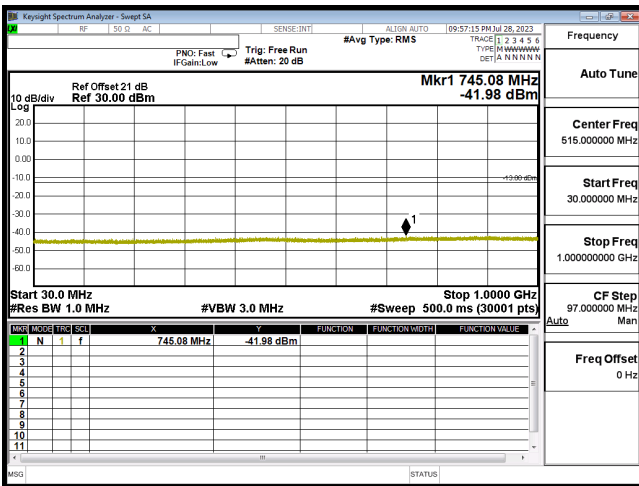 Keysight Spectrum Analyzer - Swept SA
RF 50 Ω AC SENSE:INT ALIGN AUTO 09:57:15 PM Jul 28, 2023
#Avg Type: RMS
TRACE 1 2 3 4 5 6
TYPE M WWWWW
DET A N N N N N
PNO: Fast
IFGain:Low
Trig: Free Run
#Atten: 20 dB
Mkr1 745.08 MHz
-41.98 dBm
Ref Offset 21 dB
Ref 30.00 dBm
10 dB/div
Log
20.0
10.0
0.00
-10.0
-13.00 dBm
-20.0
-30.0
-40.0
1
-50.0
-60.0
Start 30.0 MHz
Stop 1.0000 GHz
#Res BW 1.0 MHz
#VBW 3.0 MHz
#Sweep 500.0 ms (30001 pts)
MKR MODE TRC SCL X Y FUNCTION FUNCTION WIDTH FUNCTION VALUE
1 N 1 f 745.08 MHz -41.98 dBm
2
3
4
5
6
7
8
9
10
11
MSG
STATUS
Frequency
Auto Tune
Center Freq
515.000000 MHz
Start Freq
30.000000 MHz
Stop Freq
1.000000000 GHz
CF Step
97.000000 MHz
Auto Man
Freq Offset
0 Hz